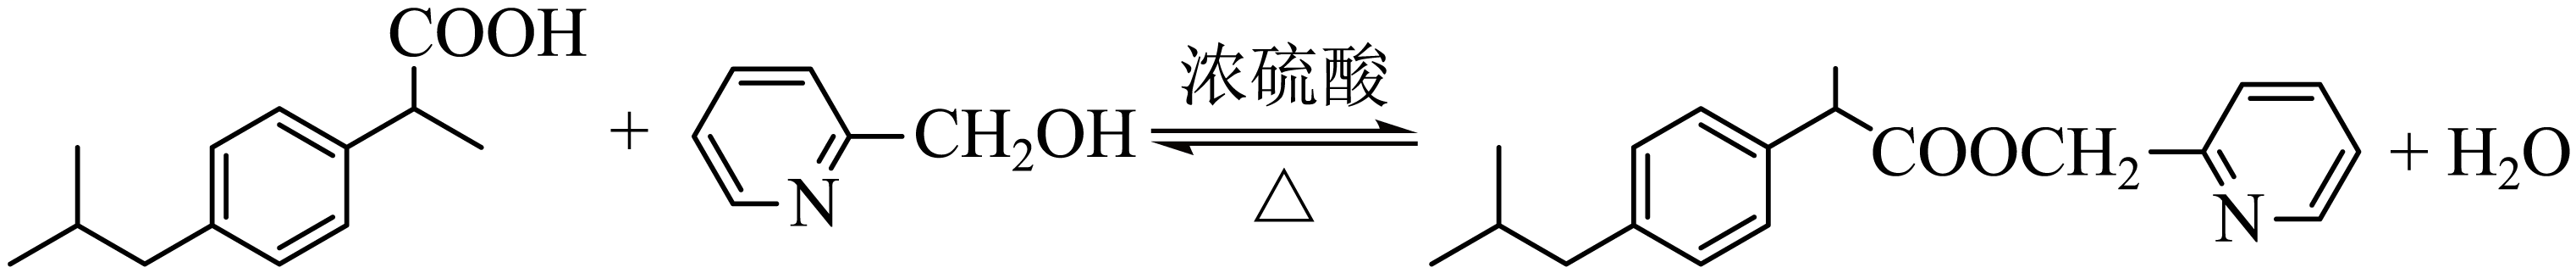 COOH
+
N
CH₂OH
浓硫酸
△
COOCH₂
N
+ H₂O